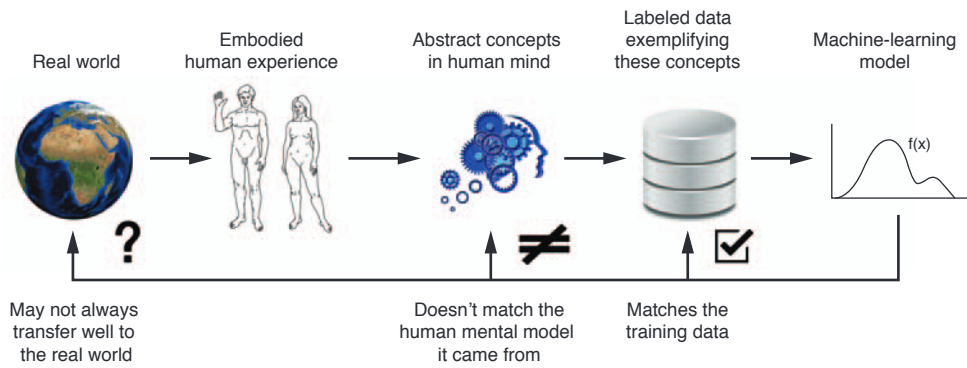 Real world
Embodied
human experience
Abstract concepts
in human mind
Labeled data
exemplifying
these concepts
Machine-learning
model
f(x)
?
≠
May not always
transfer well to
the real world
Doesn’t match the
human mental model
it came from
Matches the
training data